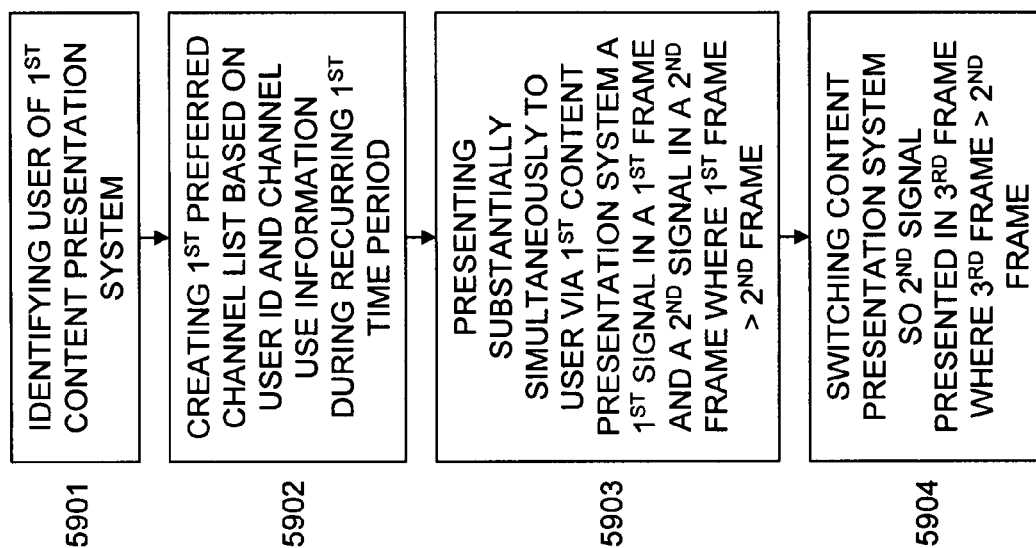 5901
IDENTIFYING USER OF 1ST
CONTENT PRESENTATION
SYSTEM
5902
CREATING 1ST PREFERRED
CHANNEL LIST BASED ON
USER ID AND CHANNEL
USE INFORMATION
DURING RECURRING 1ST
TIME PERIOD
5903
PRESENTING
SUBSTANTIALLY
SIMULTANEOUSLY TO
USER VIA 1ST CONTENT
PRESENTATION SYSTEM A
1ST SIGNAL IN A 1ST FRAME
AND A 2ND SIGNAL IN A 2ND
FRAME WHERE 1ST FRAME
> 2ND FRAME
5904
SWITCHING CONTENT
PRESENTATION SYSTEM
SO 2ND SIGNAL
PRESENTED IN 3RD FRAME
WHERE 3RD FRAME > 2ND
FRAME